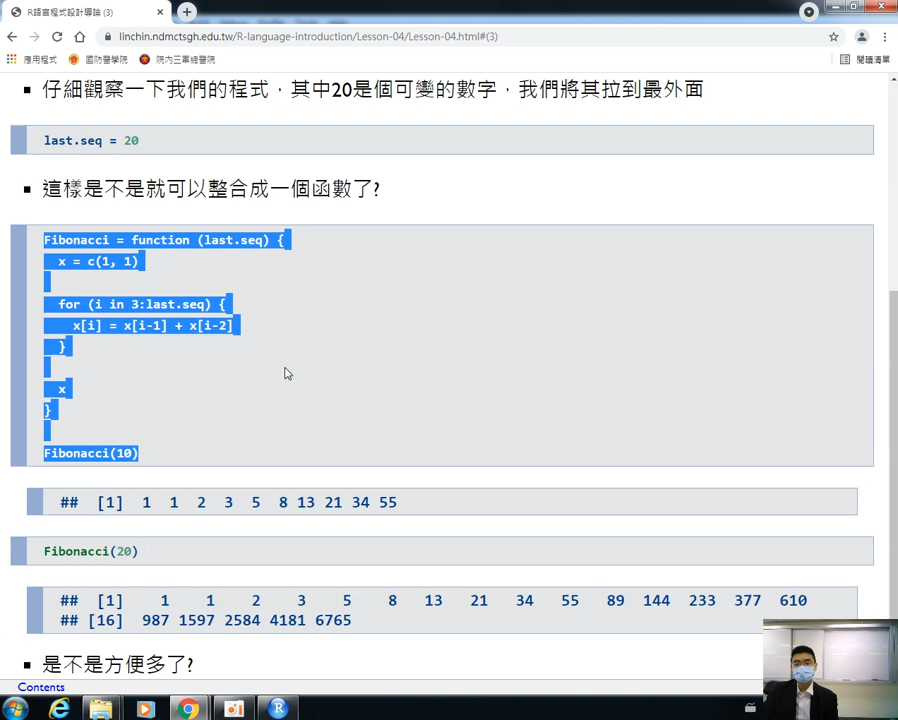 R語言程式設計導論 (3)
linchin.ndmctsgh.edu.tw/R-language-introduction/Lesson-04/Lesson-04.html#(3)
應用程式 國防醫學院 院內三軍總醫院 閱讀清單
仔細觀察一下我們的程式，其中20是個可變的數字，我們將其拉到最外面
last.seq = 20
這樣是不是就可以整合成一個函數了?
Fibonacci = function (last.seq) {
x = c(1, 1)
for (i in 3:last.seq) {
x[i] = x[i-1] + x[i-2]
}
x
}
Fibonacci(10)
## [1] 1 1 2 3 5 8 13 21 34 55
Fibonacci(20)
## [1] 1 1 2 3 5 8 13 21 34 55 89 144 233 377 610
## [16] 987 1597 2584 4181 6765
是不是方便多了?
Contents